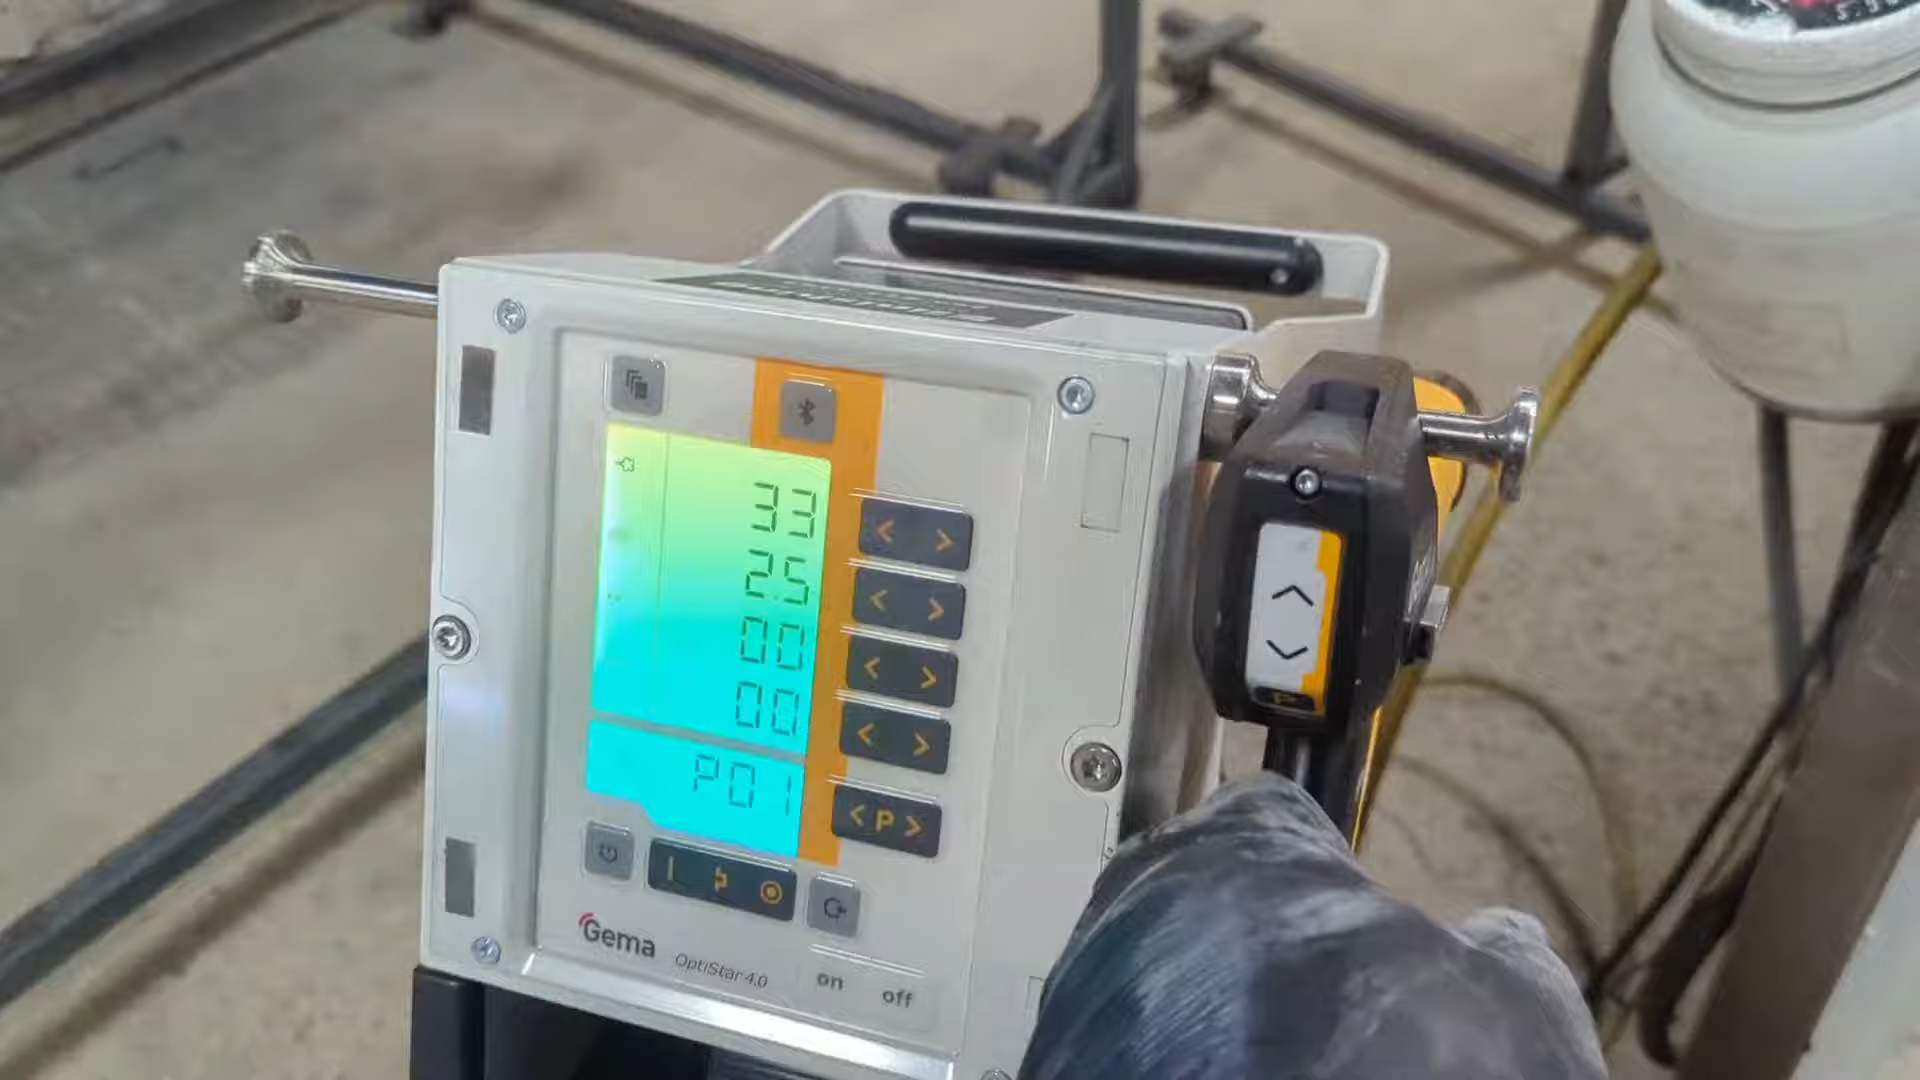 33
2.5
00
00
P01
< >
< >
< >
< >
< P >
Gema
OptiStar 4.0
on
off